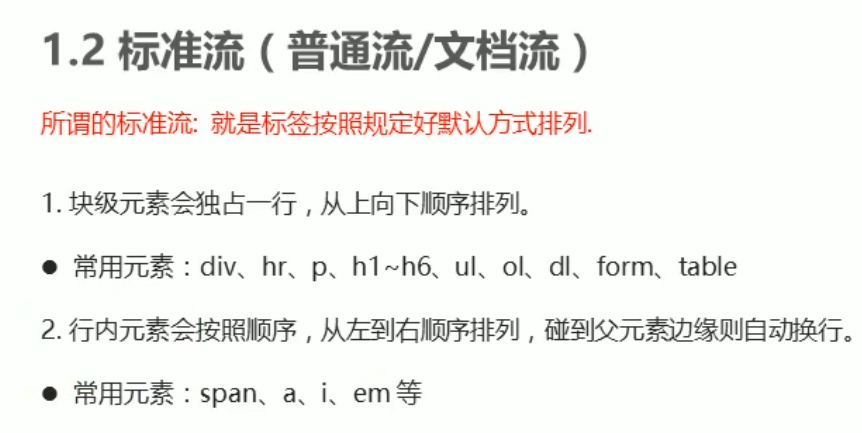 1.2 标准流（普通流/文档流）
所谓的标准流: 就是标签按照规定好默认方式排列.
1. 块级元素会独占一行，从上向下顺序排列。
● 常用元素：div、hr、p、h1~h6、ul、ol、dl、form、table
2. 行内元素会按照顺序，从左到右顺序排列，碰到父元素边缘则自动换行。
● 常用元素：span、a、i、em 等